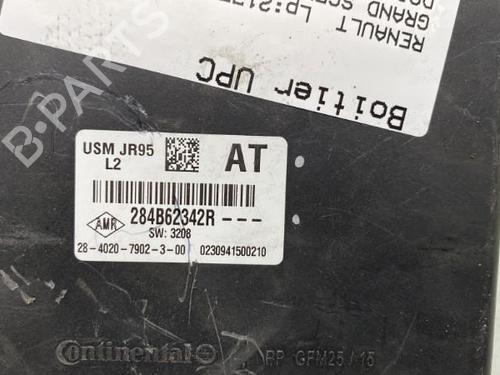 RENAULT Lp:
GRAND
Boitier UPC
USM JR95
L2
AT
AMR
284B62342R---
SW: 3208
28-4020-7902-3-00 0230941500210
Continental
RP GFM25 / 15
B-PARTS